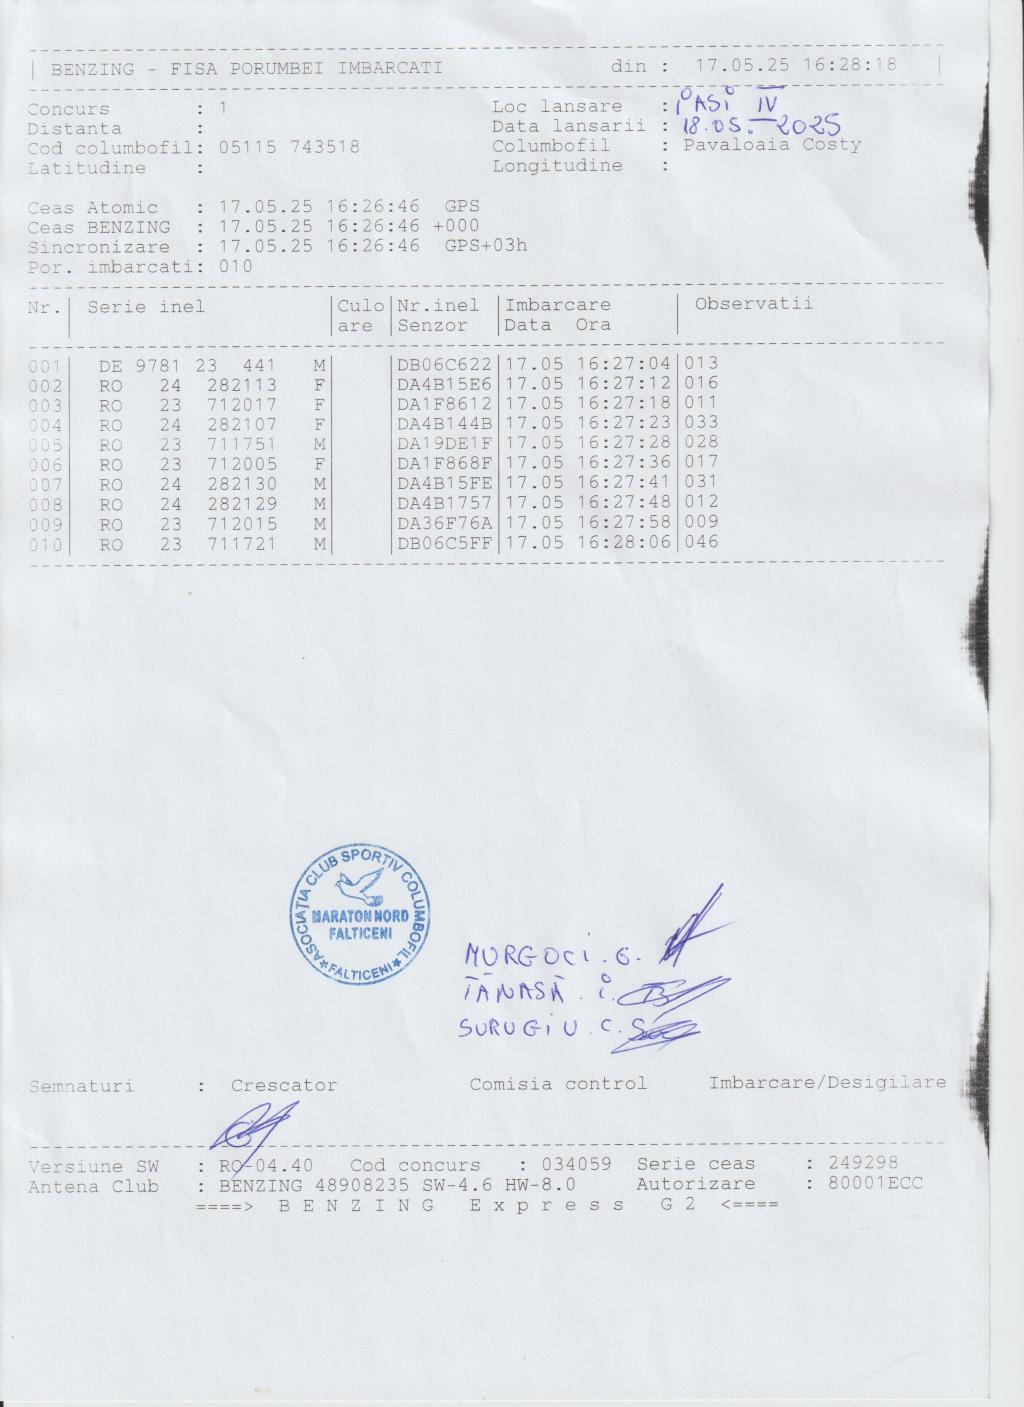 | BENZING - FISA PORUMBEI IMBARCATI din : 17.05.25 16:28:18 |
Concurs : 1 Loc lansare : IASI IV
Distanta : Data lansarii : 18.05.-2025
Cod columbofil: 05115 743518 Columbofil : Pavaloaia Costy
Latitudine : Longitudine :
Ceas Atomic : 17.05.25 16:26:46 GPS
Ceas BENZING : 17.05.25 16:26:46 +000
Sincronizare : 17.05.25 16:26:46 GPS+03h
Por. imbarcati: 010
Nr.| Serie inel |Culo|Nr.inel |Imbarcare | Observatii
| |are |Senzor |Data Ora |
001| DE 9781 23 441 M| |DB06C622|17.05 16:27:04|013
002| RO 24 282113 F| |DA4B15E6|17.05 16:27:12|016
003| RO 23 712017 F| |DA1F8612|17.05 16:27:18|011
004| RO 24 282107 F| |DA4B144B|17.05 16:27:23|033
005| RO 23 711751 M| |DA19DE1F|17.05 16:27:28|028
006| RO 23 712005 F| |DA1F868F|17.05 16:27:36|017
007| RO 24 282130 M| |DA4B15FE|17.05 16:27:41|031
008| RO 24 282129 M| |DA4B1757|17.05 16:27:48|012
009| RO 23 712015 M| |DA36F76A|17.05 16:27:58|009
010| RO 23 711721 M| |DB06C5FF|17.05 16:28:06|046
ASOCIATIA CLUB SPORTIV COLUMBOFIL
MARATON NORD
FALTICENI
* FALTICENI *
MURGOCI . G.
TĂNASĂ . I.
SURUGIU . C.
Semnaturi : Crescator Comisia control Imbarcare/Desigilare
Versiune SW : RO-04.40 Cod concurs : 034059 Serie ceas : 249298
Antena Club : BENZING 48908235 SW-4.6 HW-8.0 Autorizare : 80001ECC
====> B E N Z I N G E x p r e s s G 2 <====